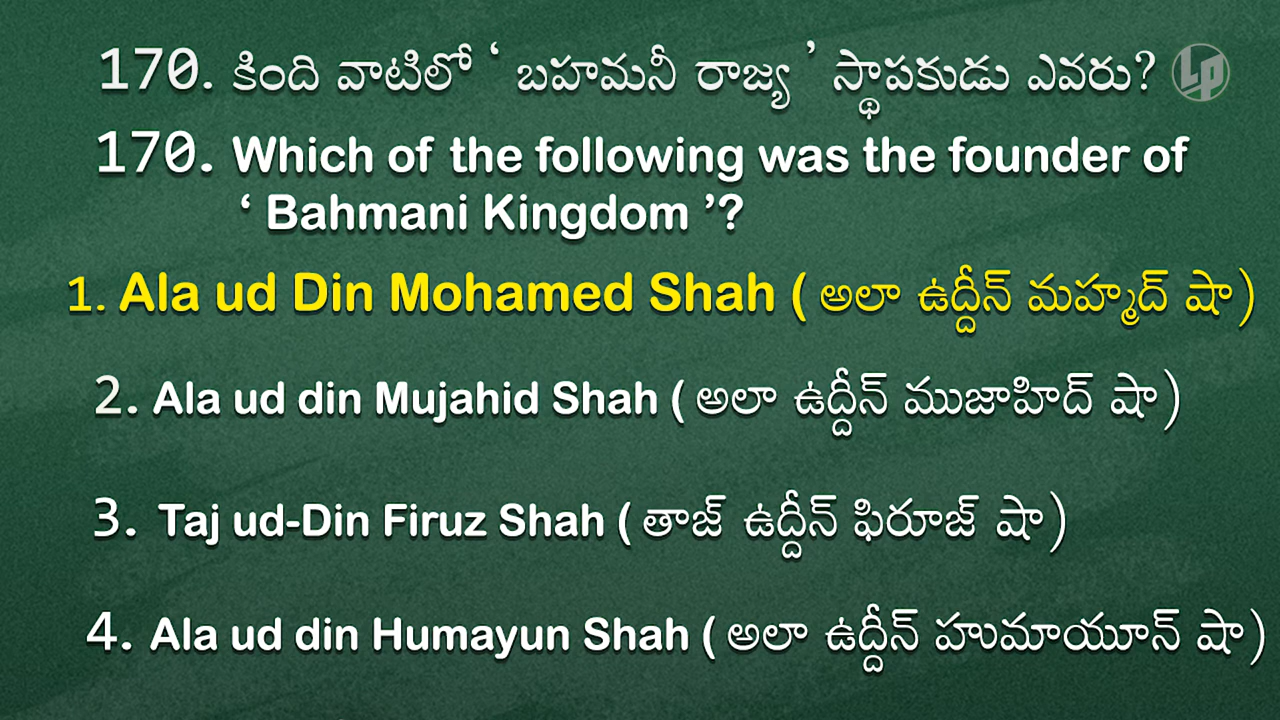 170. కింది వాటిలో ‘ బహమనీ రాజ్య ’ స్థాపకుడు ఎవరు?
LP
170. Which of the following was the founder of
‘ Bahmani Kingdom ’?
1. Ala ud Din Mohamed Shah ( అలా ఉద్దీన్ మహ్మద్ షా )
2. Ala ud din Mujahid Shah ( అలా ఉద్దీన్ ముజాహిద్ షా )
3. Taj ud-Din Firuz Shah ( తాజ్ ఉద్దీన్ ఫిరూజ్ షా )
4. Ala ud din Humayun Shah ( అలా ఉద్దీన్ హుమాయూన్ షా )